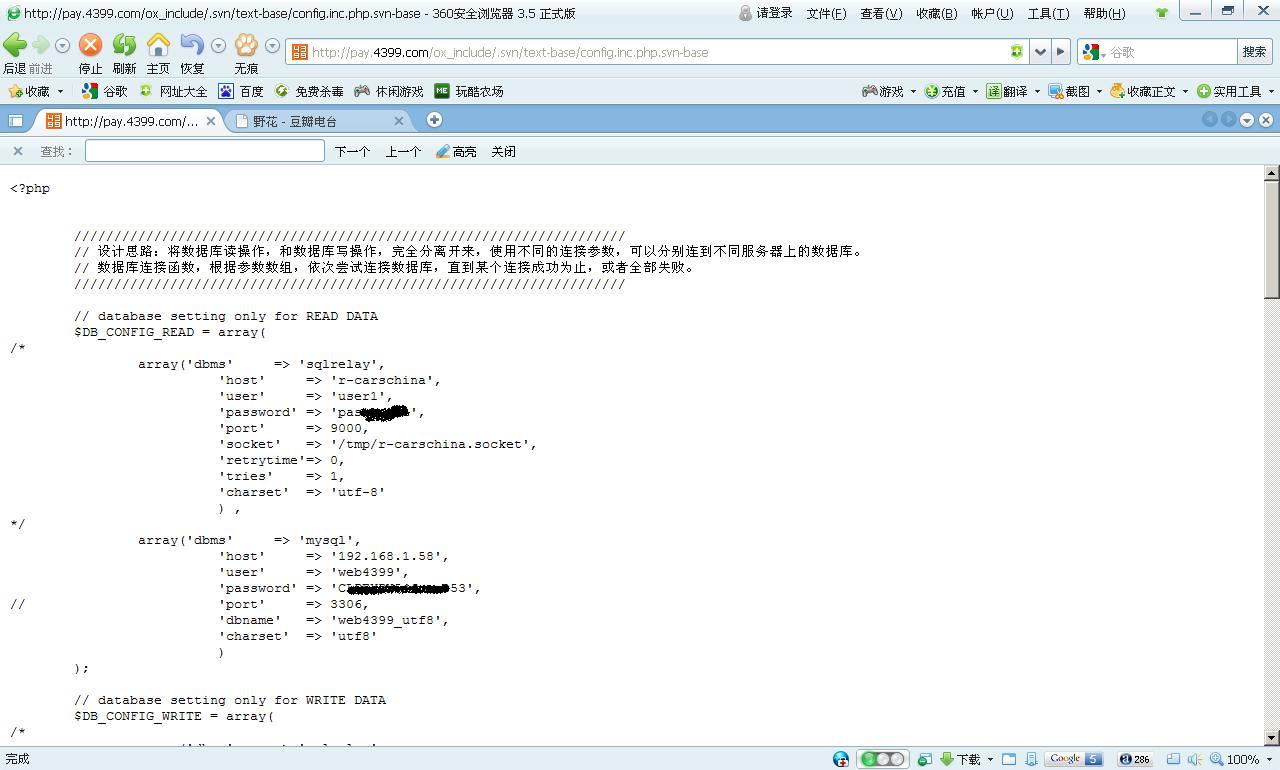 http://pay.4399.com/ox_include/.svn/text-base/config.inc.php.svn-base - 360安全浏览器 3.5 正式版
请登录 文件(F) 查看(V) 收藏(B) 帐户(U) 工具(T) 帮助(H)
后退 前进 停止 刷新 主页 恢复 无痕
http://pay.4399.com/ox_include/.svn/text-base/config.inc.php.svn-base
谷歌 搜索
收藏 谷歌 网址大全 百度 免费杀毒 休闲游戏 ME 玩酷农场 游戏 充值 译 翻译 截图 收藏正文 实用工具
http://pay.4399.com/... 野花 - 豆瓣电台
查找： 下一个 上一个 高亮 关闭
<?php
/////////////////////////////////////////////////////////////////////
// 设计思路：将数据库读操作，和数据库写操作，完全分离开来，使用不同的连接参数，可以分别连到不同服务器上的数据库。
// 数据库连接函数，根据参数数组，依次尝试连接数据库，直到某个连接成功为止，或者全部失败。
/////////////////////////////////////////////////////////////////////
// database setting only for READ DATA
$DB_CONFIG_READ = array(
/*
array('dbms' => 'sqlrelay',
'host' => 'r-carschina',
'user' => 'user1',
'password' => 'pas ',
'port' => 9000,
'socket' => '/tmp/r-carschina.socket',
'retrytime'=> 0,
'tries' => 1,
'charset' => 'utf-8'
) ,
*/
array('dbms' => 'mysql',
'host' => '192.168.1.58',
'user' => 'web4399',
'password' => 'C 53',
// 'port' => 3306,
'dbname' => 'web4399_utf8',
'charset' => 'utf8'
)
);
// database setting only for WRITE DATA
$DB_CONFIG_WRITE = array(
/*
完成 下载 Google 5 a 286 100%